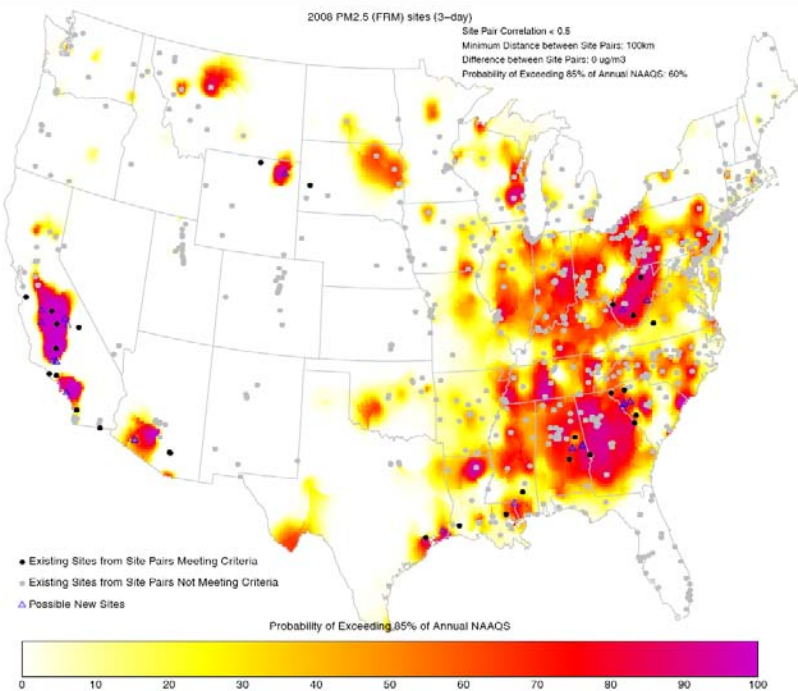 2008 PM2.5 (FRM) sites (3−day)
Site Pair Correlation < 0.5
Minimum Distance between Site Pairs: 100km
Difference between Site Pairs: 0 ug/m3
Probability of Exceeding 85% of Annual NAAQS: 60%
Existing Sites from Site Pairs Meeting Criteria
Existing Sites from Site Pairs Not Meeting Criteria
Possible New Sites
Probability of Exceeding 85% of Annual NAAQS
0 10 20 30 40 50 60 70 80 90 100